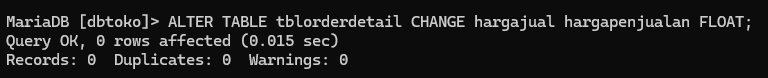 MariaDB [dbtoko]> ALTER TABLE tblorderdetail CHANGE hargajual hargapenjualan FLOAT;
Query OK, 0 rows affected (0.015 sec)
Records: 0  Duplicates: 0  Warnings: 0